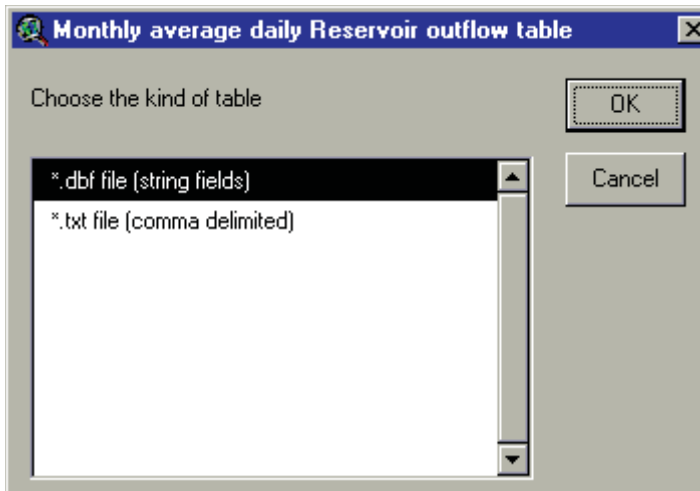 Monthly average daily Reservoir outflow table
Choose the kind of table
OK
Cancel
*.dbf file (string fields)
*.txt file (comma delimited)